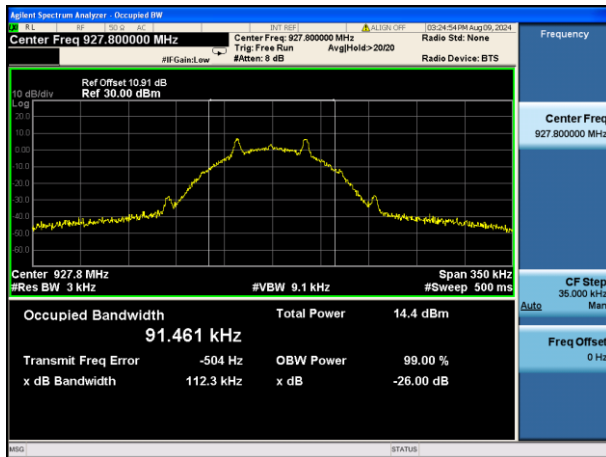 Agilent Spectrum Analyzer - Occupied BW
RL RF 50 Ω AC INT REF ALIGN OFF 03:24:54 PM Aug 09, 2024
Center Freq 927.800000 MHz
Center Freq: 927.800000 MHz
Radio Std: None
Trig: Free Run Avg|Hold:>20/20
#IFGain:Low #Atten: 8 dB Radio Device: BTS
Ref Offset 10.91 dB
10 dB/div Ref 30.00 dBm
Log
20.0
10.0
0.00
-10.0
-20.0
-30.0
-40.0
-50.0
-60.0
Center 927.8 MHz Span 350 kHz
#Res BW 3 kHz #VBW 9.1 kHz #Sweep 500 ms
Occupied Bandwidth Total Power 14.4 dBm
91.461 kHz
Transmit Freq Error -504 Hz OBW Power 99.00 %
x dB Bandwidth 112.3 kHz x dB -26.00 dB
MSG STATUS
Frequency
Center Freq
927.800000 MHz
CF Step
35.000 kHz
Auto Man
Freq Offset
0 Hz